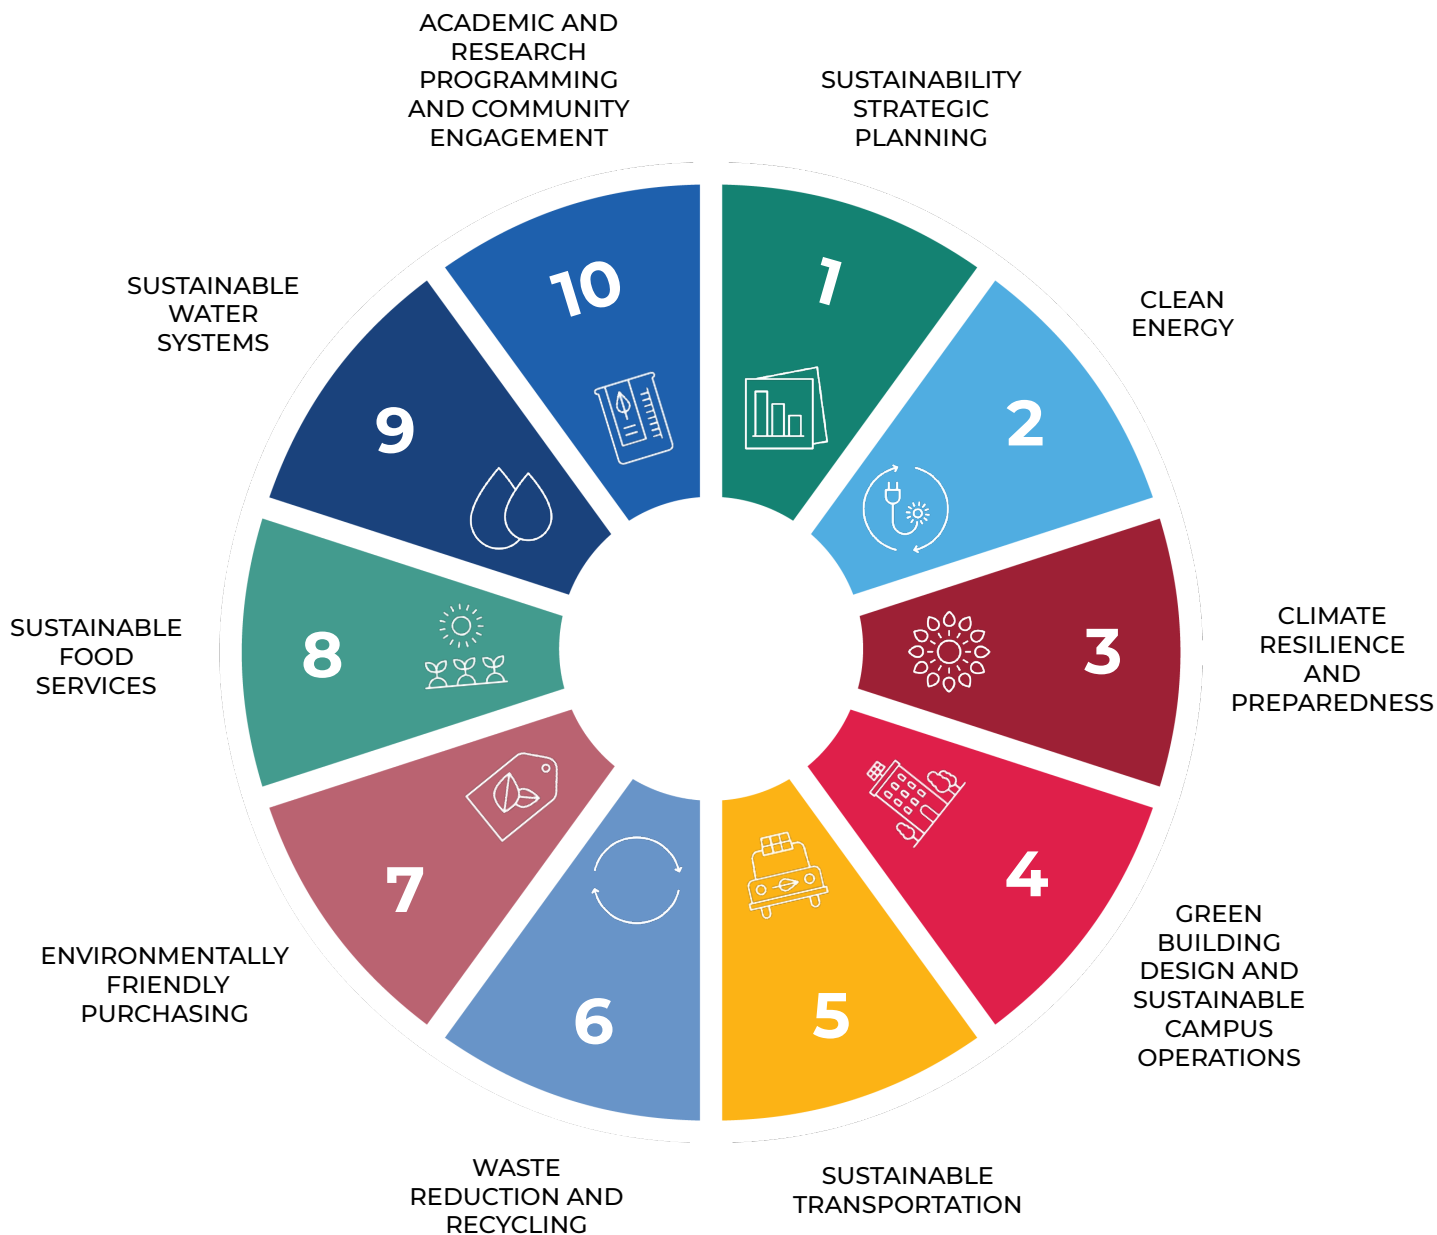 ACADEMIC AND
RESEARCH
PROGRAMMING
AND COMMUNITY
ENGAGEMENT
SUSTAINABILITY
STRATEGIC
PLANNING
CLEAN
ENERGY
CLIMATE
RESILIENCE
AND
PREPAREDNESS
GREEN
BUILDING
DESIGN AND
SUSTAINABLE
CAMPUS
OPERATIONS
SUSTAINABLE
TRANSPORTATION
WASTE
REDUCTION AND
RECYCLING
ENVIRONMENTALLY
FRIENDLY
PURCHASING
SUSTAINABLE
FOOD
SERVICES
SUSTAINABLE
WATER
SYSTEMS
1
2
3
4
5
6
7
8
9
10